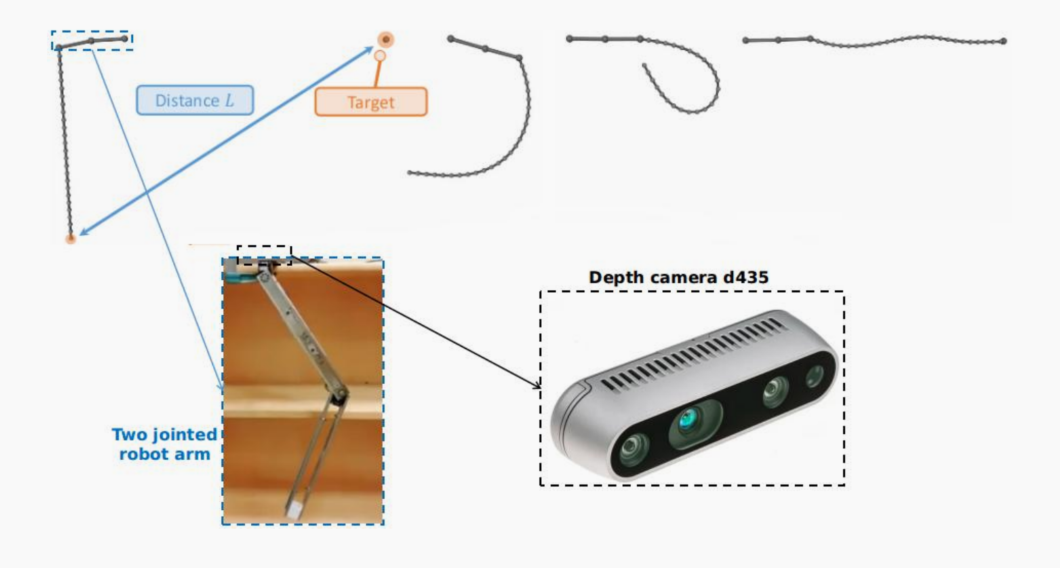 Distance L
Target
Depth camera d435
Two jointed
robot arm